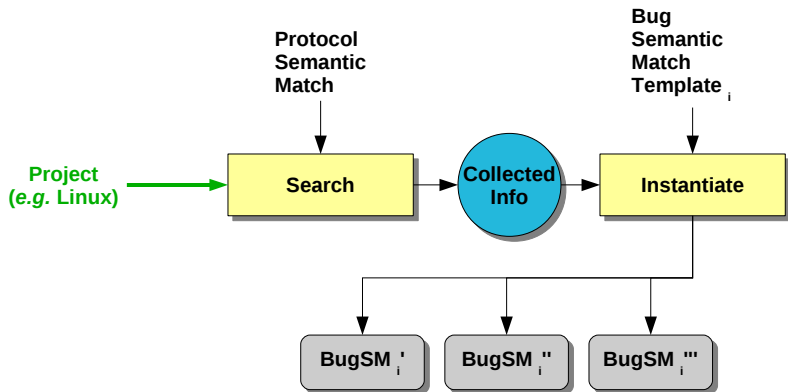 Protocol
Semantic
Match
Bug
Semantic
Match
Template i
Project
(e.g. Linux)
Search
Collected
Info
Instantiate
BugSM i'
BugSM i''
BugSM i'''